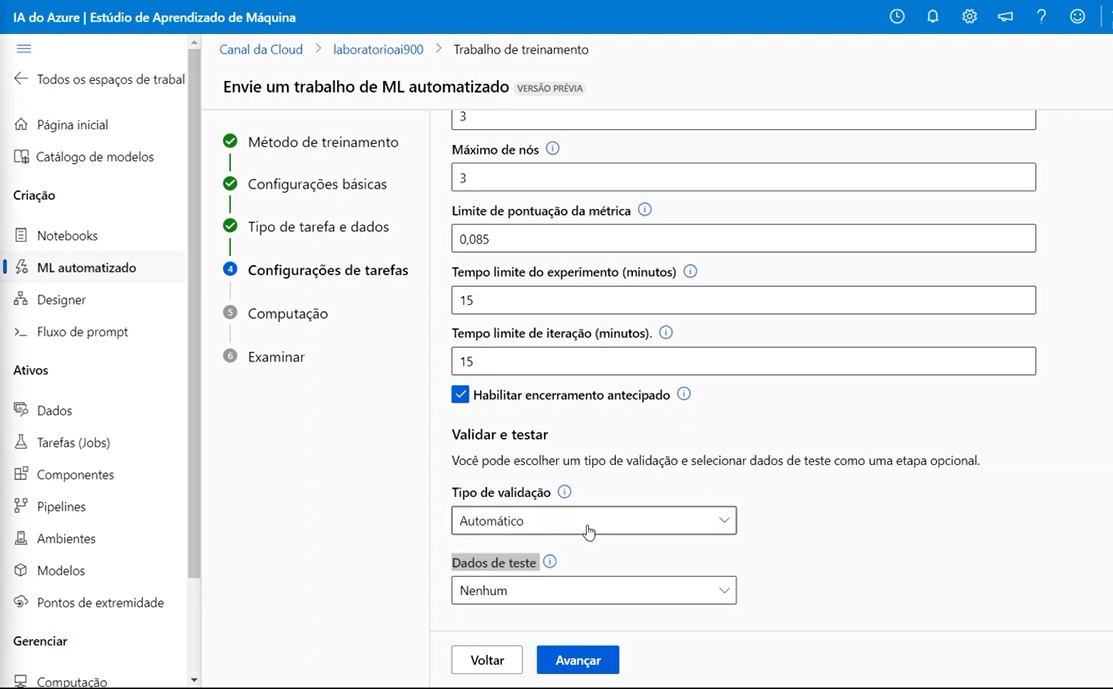 IA do Azure | Estúdio de Aprendizado de Máquina
Canal da Cloud > laboratorioai900 > Trabalho de treinamento
Todos os espaços de trabal
Página inicial
Catálogo de modelos
Criação
Notebooks
ML automatizado
Designer
Fluxo de prompt
Ativos
Dados
Tarefas (Jobs)
Componentes
Pipelines
Ambientes
Modelos
Pontos de extremidade
Gerenciar
Computação
Envie um trabalho de ML automatizado VERSÃO PRÉVIA
Método de treinamento
Configurações básicas
Tipo de tarefa e dados
4 Configurações de tarefas
5 Computação
6 Examinar
3
Máximo de nós
3
Limite de pontuação da métrica
0,085
Tempo limite do experimento (minutos)
15
Tempo limite de iteração (minutos).
15
Habilitar encerramento antecipado
Validar e testar
Você pode escolher um tipo de validação e selecionar dados de teste como uma etapa opcional.
Tipo de validação
Automático
Dados de teste
Nenhum
Voltar
Avançar